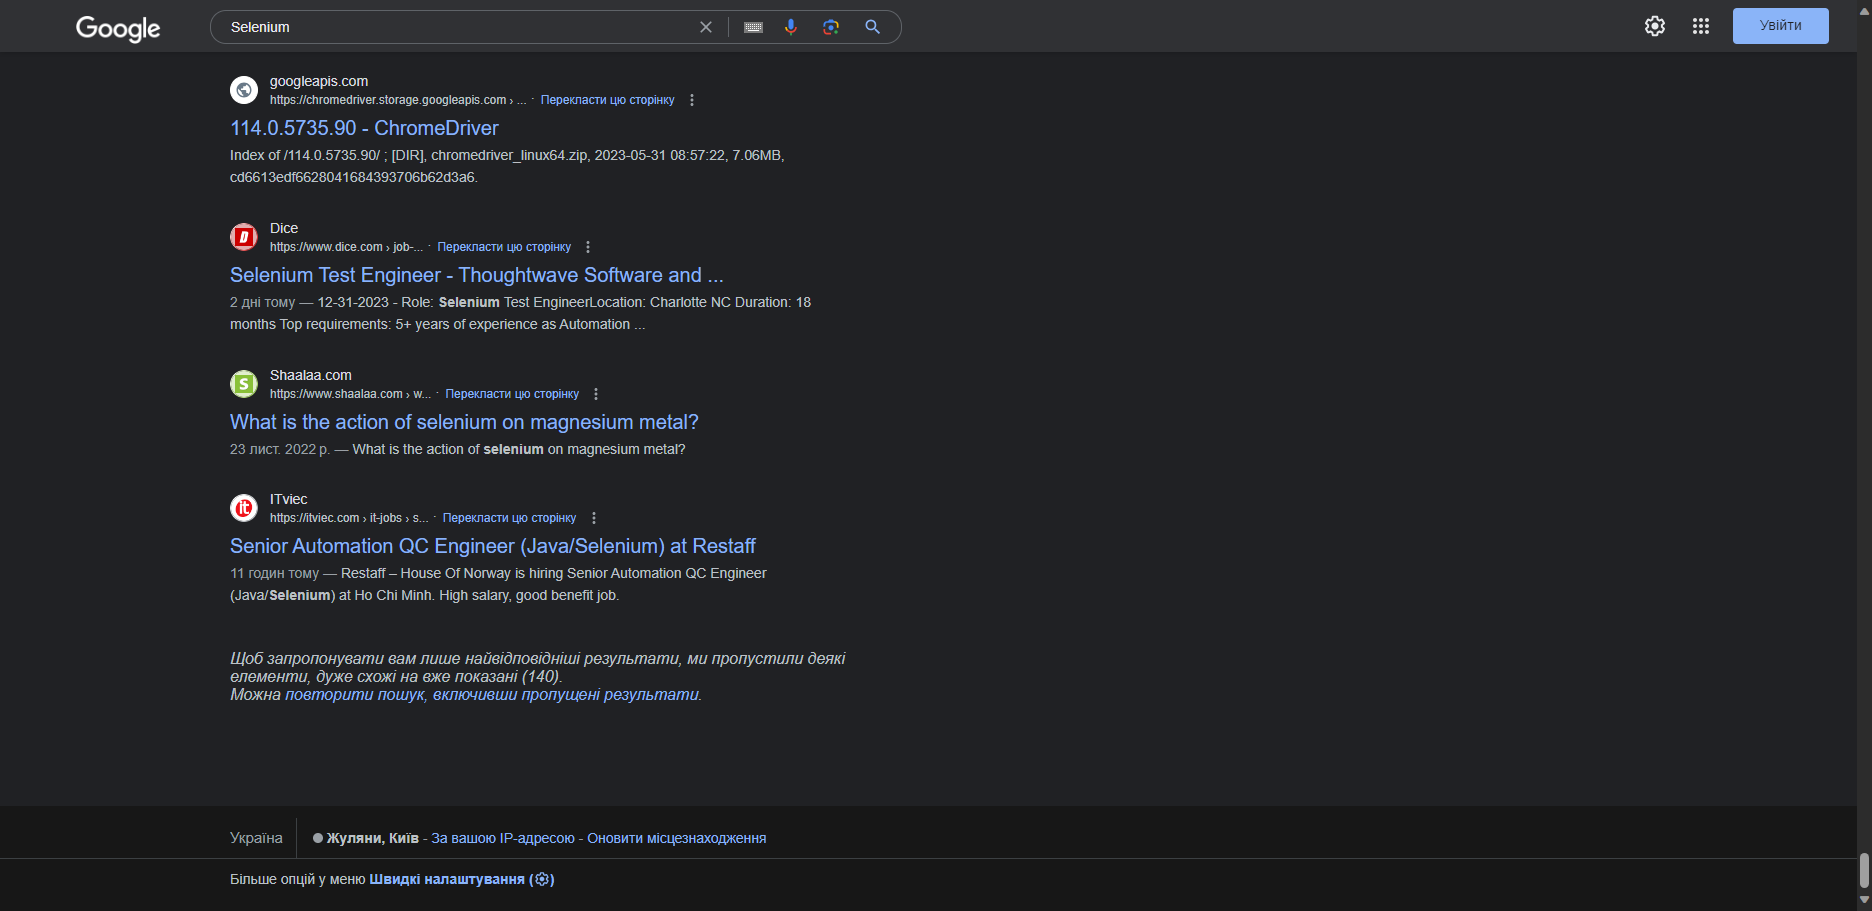 Google
Selenium
Увійти
googleapis.com
https://chromedriver.storage.googleapis.com › ... · Перекласти цю сторінку
114.0.5735.90 - ChromeDriver
Index of /114.0.5735.90/ ; [DIR], chromedriver_linux64.zip, 2023-05-31 08:57:22, 7.06MB,
cd6613edf6628041684393706b62d3a6.
Dice
https://www.dice.com › job-... · Перекласти цю сторінку
Selenium Test Engineer - Thoughtwave Software and ...
2 дні тому — 12-31-2023 - Role: Selenium Test EngineerLocation: Charlotte NC Duration: 18
months Top requirements: 5+ years of experience as Automation ...
Shaalaa.com
https://www.shaalaa.com › w... · Перекласти цю сторінку
What is the action of selenium on magnesium metal?
23 лист. 2022 р. — What is the action of selenium on magnesium metal?
ITviec
https://itviec.com › it-jobs › s... · Перекласти цю сторінку
Senior Automation QC Engineer (Java/Selenium) at Restaff
11 годин тому — Restaff – House Of Norway is hiring Senior Automation QC Engineer
(Java/Selenium) at Ho Chi Minh. High salary, good benefit job.
Щоб запропонувати вам лише найвідповідніші результати, ми пропустили деякі
елементи, дуже схожі на вже показані (140).
Можна повторити пошук, включивши пропущені результати.
Україна
Жуляни, Київ - За вашою IP-адресою - Оновити місцезнаходження
Більше опцій у меню Швидкі налаштування ()